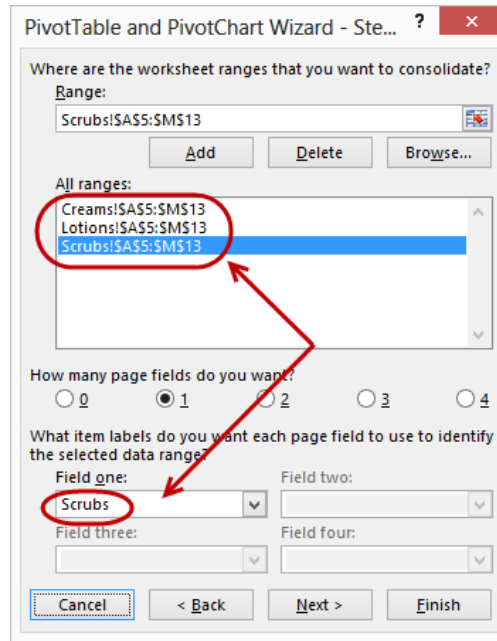 PivotTable and PivotChart Wizard - Ste... ? ×
Where are the worksheet ranges that you want to consolidate?
Range:
Scrubs!$A$5:$M$13
Add Delete Browse...
All ranges:
Creams!$A$5:$M$13
Lotions!$A$5:$M$13
Scrubs!$A$5:$M$13
How many page fields do you want?
0 1 2 3 4
What item labels do you want each page field to use to identify
the selected data range?
Field one: Field two:
Scrubs
Field three: Field four:
Cancel < Back Next > Finish